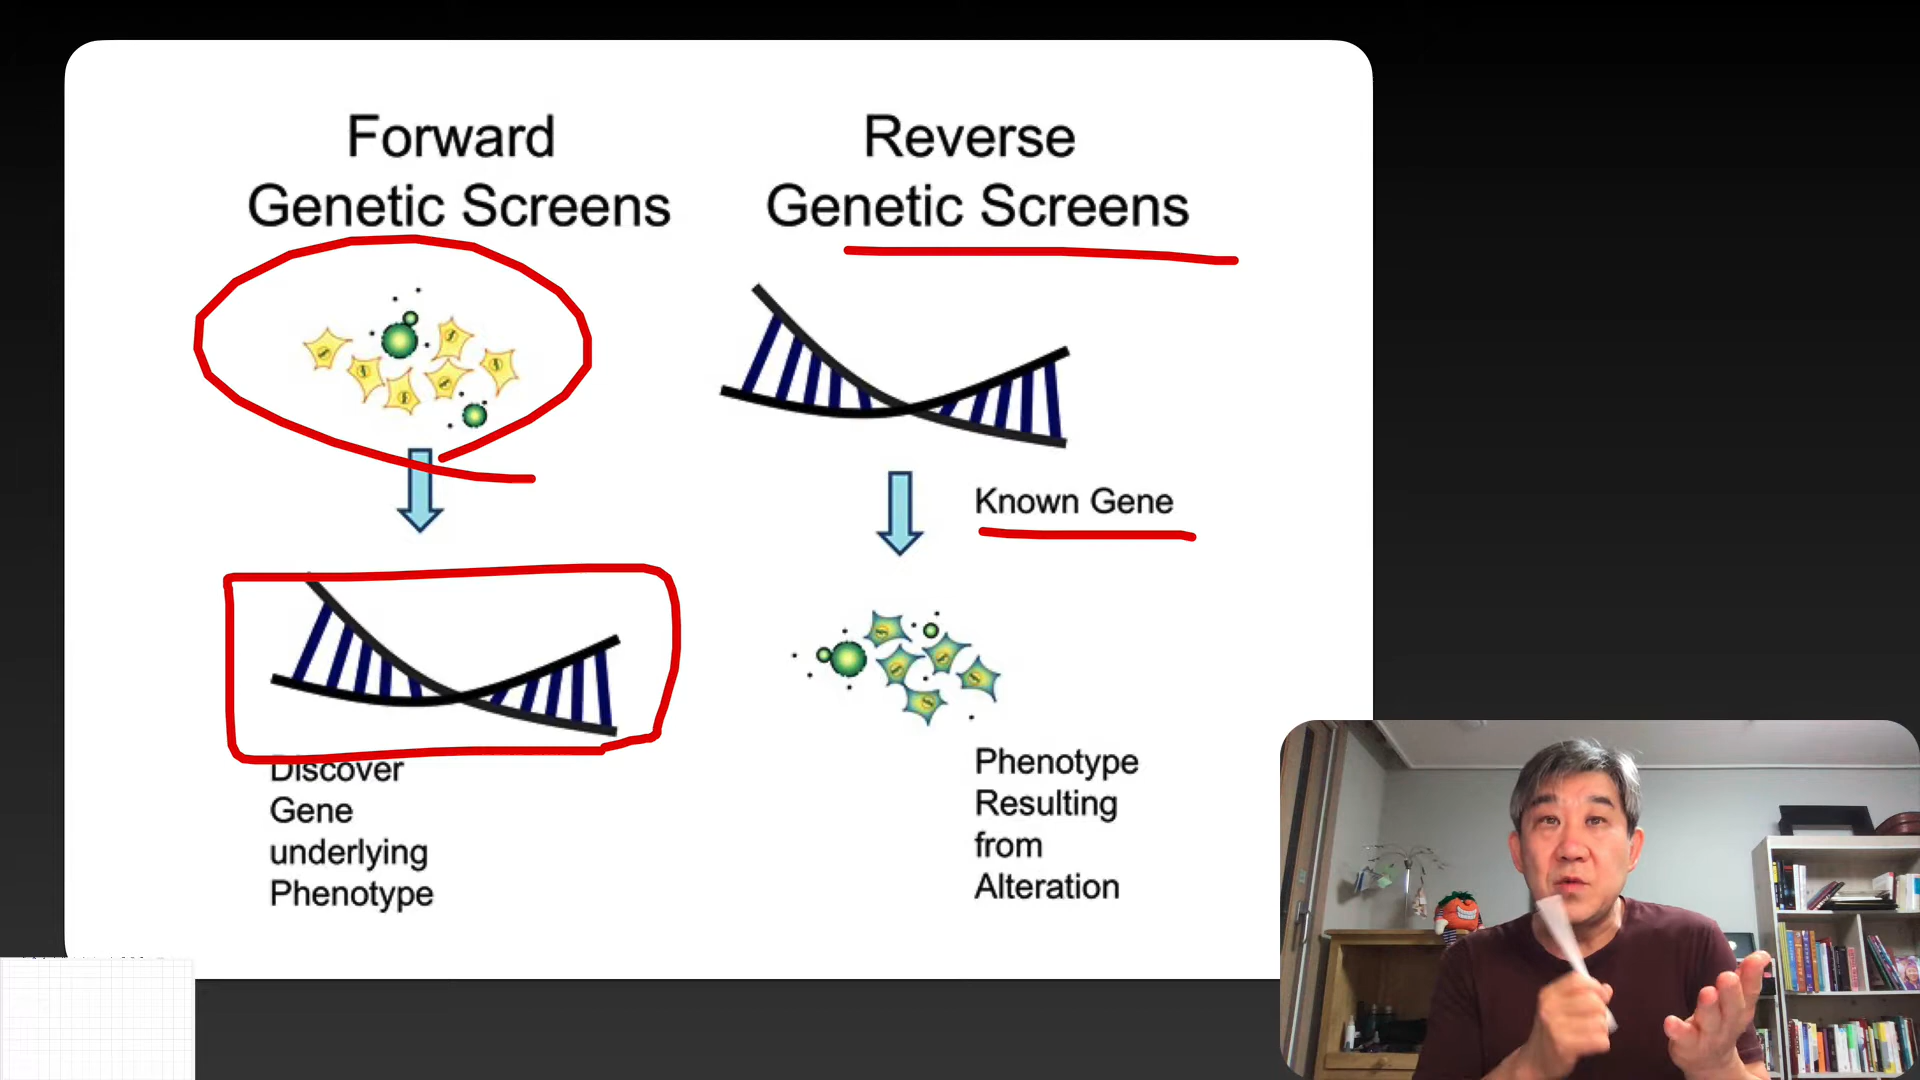 Forward
Genetic Screens
Discover
Gene
underlying
Phenotype
Reverse
Genetic Screens
Known Gene
Phenotype
Resulting
from
Alteration